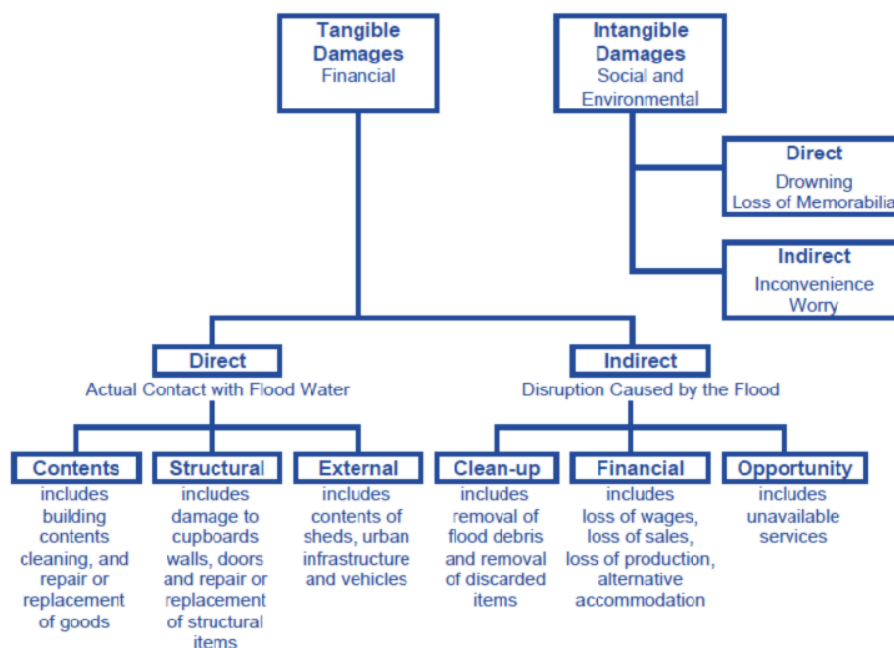 Tangible
Damages
Financial
Intangible
Damages
Social and
Environmental
Direct
Drowning
Loss of Memorabilia
Indirect
Inconvenience
Worry
Direct
Actual Contact with Flood Water
Indirect
Disruption Caused by the Flood
Contents
includes
building
contents
cleaning, and
repair or
replacement
of goods
Structural
includes
damage to
cupboards
walls, doors
and repair or
replacement
of structural
items
External
includes
contents of
sheds, urban
infrastructure
and vehicles
Clean-up
includes
removal of
flood debris
and removal
of discarded
items
Financial
includes
loss of wages,
loss of sales,
loss of production,
alternative
accommodation
Opportunity
includes
unavailable
services